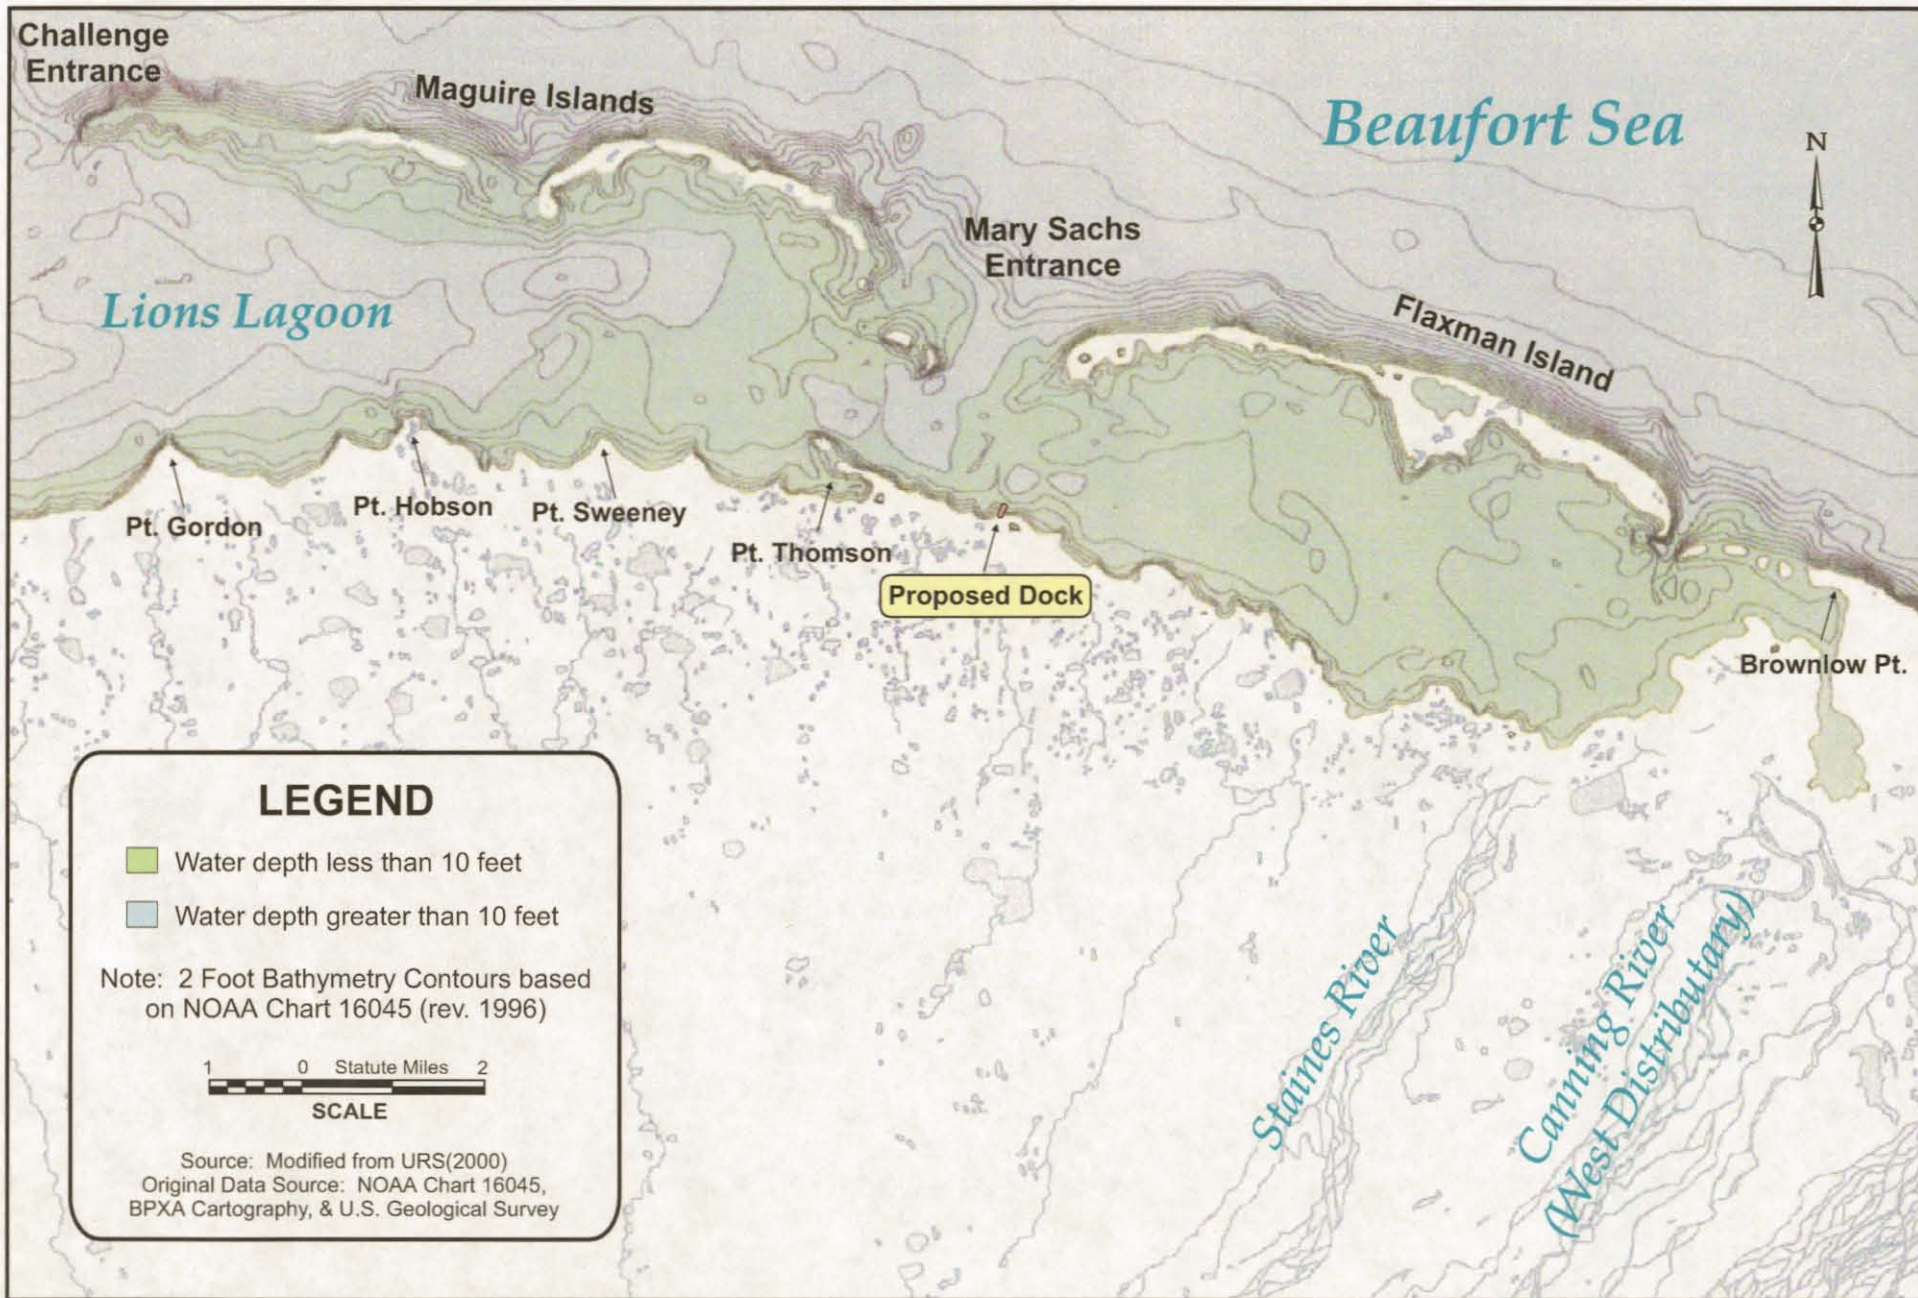 Challenge
Entrance
Maguire Islands
Beaufort Sea
N
Mary Sachs
Entrance
Lions Lagoon
Flaxman Island
Pt. Gordon
Pt. Hobson
Pt. Sweeney
Pt. Thomson
Proposed Dock
Brownlow Pt.
LEGEND
Water depth less than 10 feet
Water depth greater than 10 feet
Note: 2 Foot Bathymetry Contours based
on NOAA Chart 16045 (rev. 1996)
1 0 Statute Miles 2
SCALE
Source: Modified from URS(2000)
Original Data Source: NOAA Chart 16045,
BPXA Cartography, & U.S. Geological Survey
Staines River
Canning River
(West Distributary)